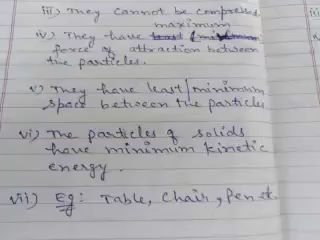 iii) They cannot be compressed
maximum
iv) They have least/minimum
force of attraction between
the particles.
v) They have least/minimum
space between the particles
vi) The particles of solids
have minimum kinetic
energy.
vii) Eg: Table, Chair, Pen etc.